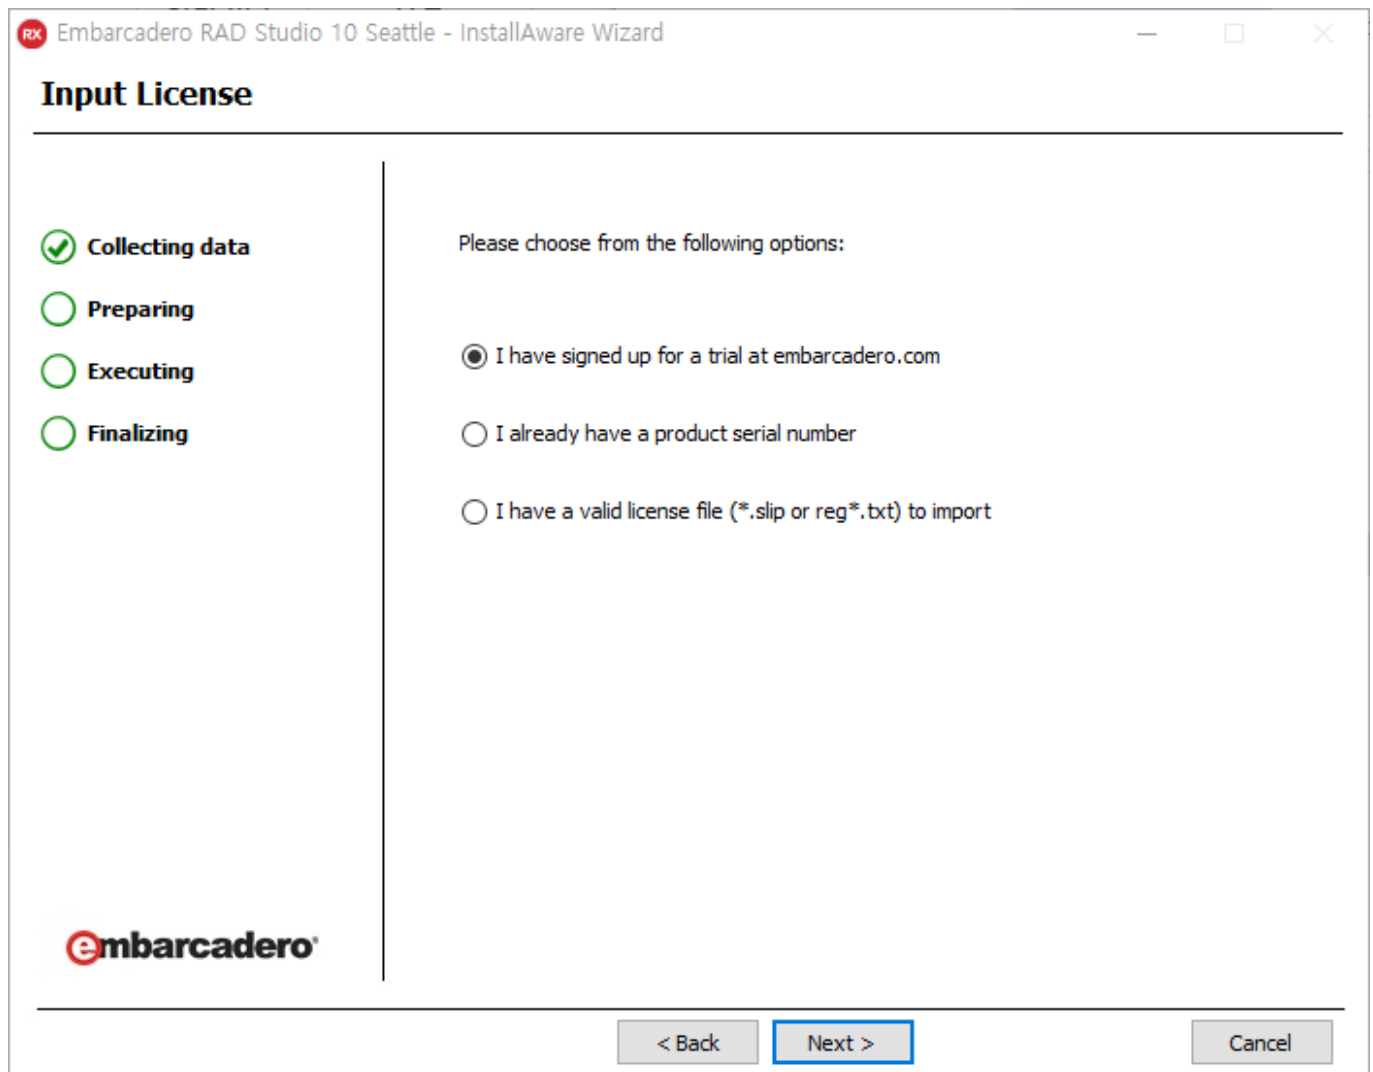 RX Embarcadero RAD Studio 10 Seattle - InstallAware Wizard
Input License
Collecting data
Preparing
Executing
Finalizing
Please choose from the following options:
I have signed up for a trial at embarcadero.com
I already have a product serial number
I have a valid license file (*.slip or reg*.txt) to import
embarcadero
< Back
Next >
Cancel